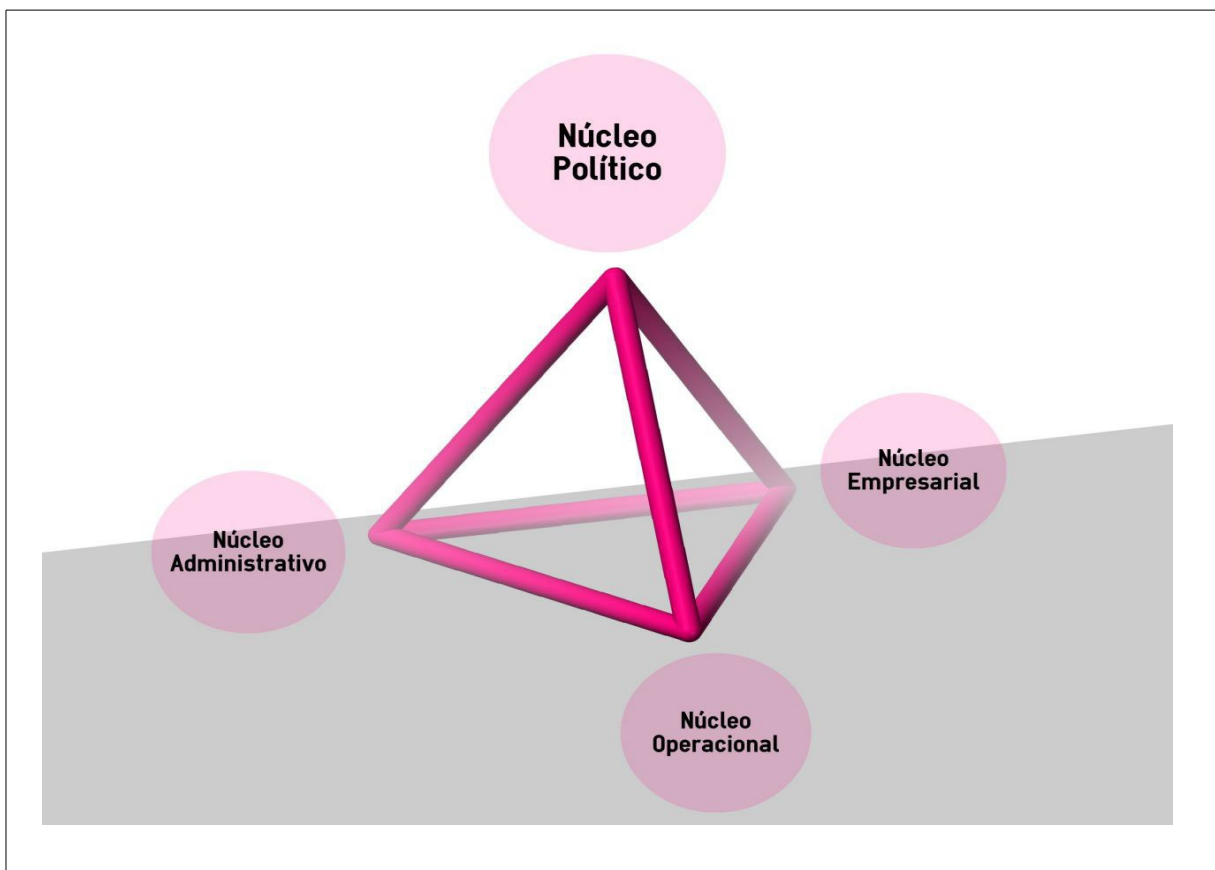 Núcleo
Político
Núcleo
Empresarial
Núcleo
Administrativo
Núcleo
Operacional